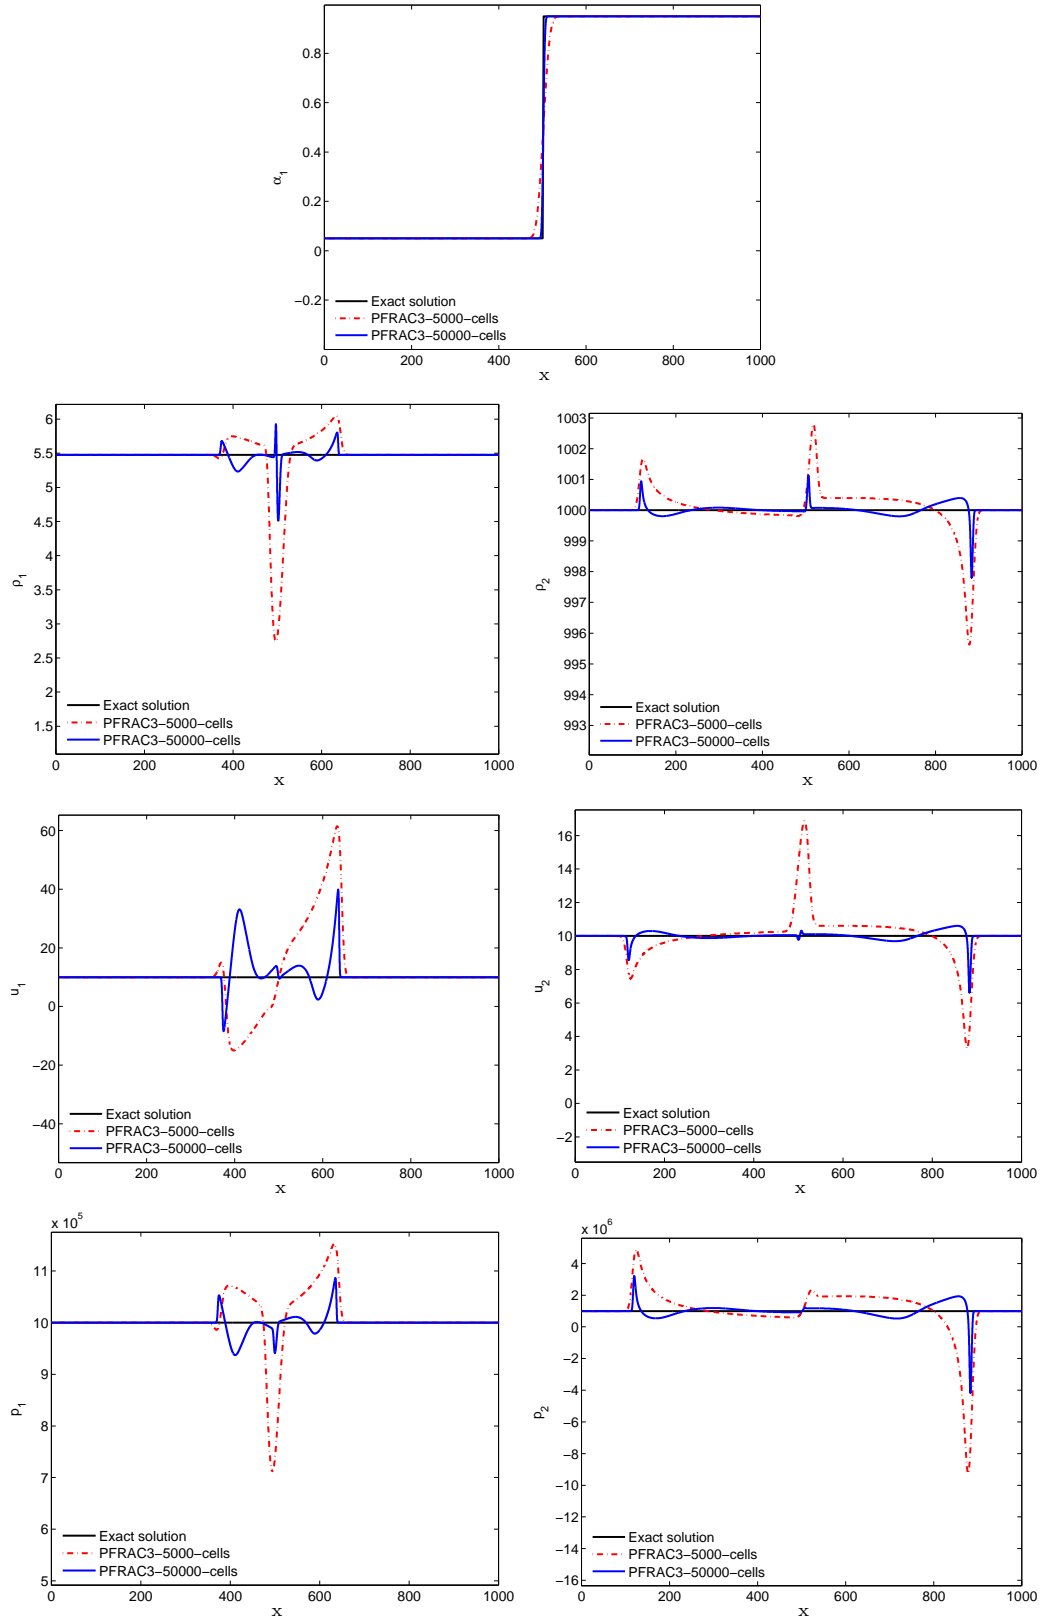 0.8
0.6
0.4
0.2
0
−0.2
α1
Exact solution
PFRAC3−5000−cells
PFRAC3−50000−cells
0 200 400 600 800 1000
x
6
5.5
5
4.5
4
3.5
3
2.5
2
1.5
ρ1
Exact solution
PFRAC3−5000−cells
PFRAC3−50000−cells
0 200 400 600 800 1000
x
1003
1002
1001
1000
999
998
997
996
995
994
993
ρ2
Exact solution
PFRAC3−5000−cells
PFRAC3−50000−cells
0 200 400 600 800 1000
x
60
40
20
0
−20
−40
u1
Exact solution
PFRAC3−5000−cells
PFRAC3−50000−cells
0 200 400 600 800 1000
x
16
14
12
10
8
6
4
2
0
−2
u2
Exact solution
PFRAC3−5000−cells
PFRAC3−50000−cells
0 200 400 600 800 1000
x
x 10^5
11
10
9
8
7
6
5
p1
Exact solution
PFRAC3−5000−cells
PFRAC3−50000−cells
0 200 400 600 800 1000
x
x 10^6
4
2
0
−2
−4
−6
−8
−10
−12
−14
−16
p2
Exact solution
PFRAC3−5000−cells
PFRAC3−50000−cells
0 200 400 600 800 1000
x